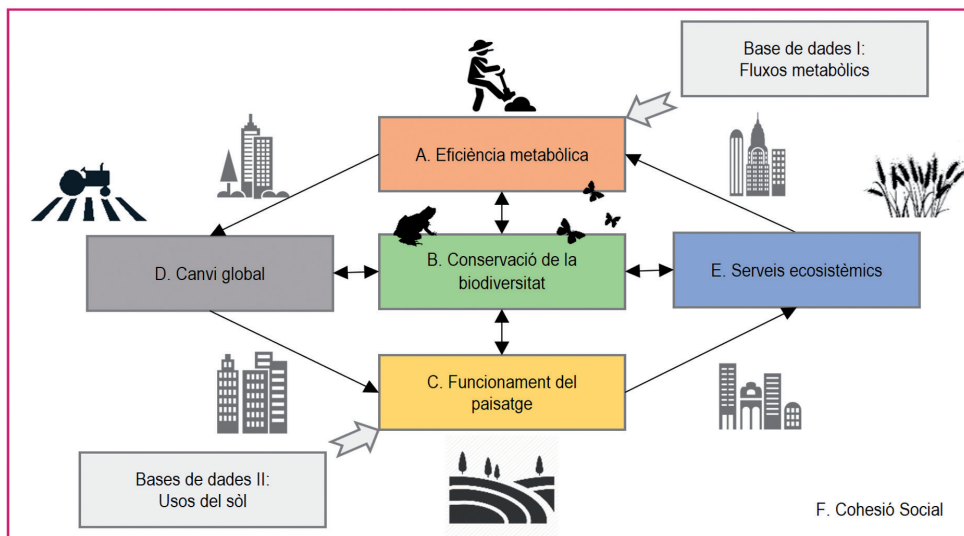 Base de dades I:
Fluxos metabòlics
A. Eficiència metabòlica
D. Canvi global
B. Conservació de la
biodiversitat
E. Serveis ecosistèmics
C. Funcionament del
paisatge
Bases de dades II:
Usos del sòl
F. Cohesió Social